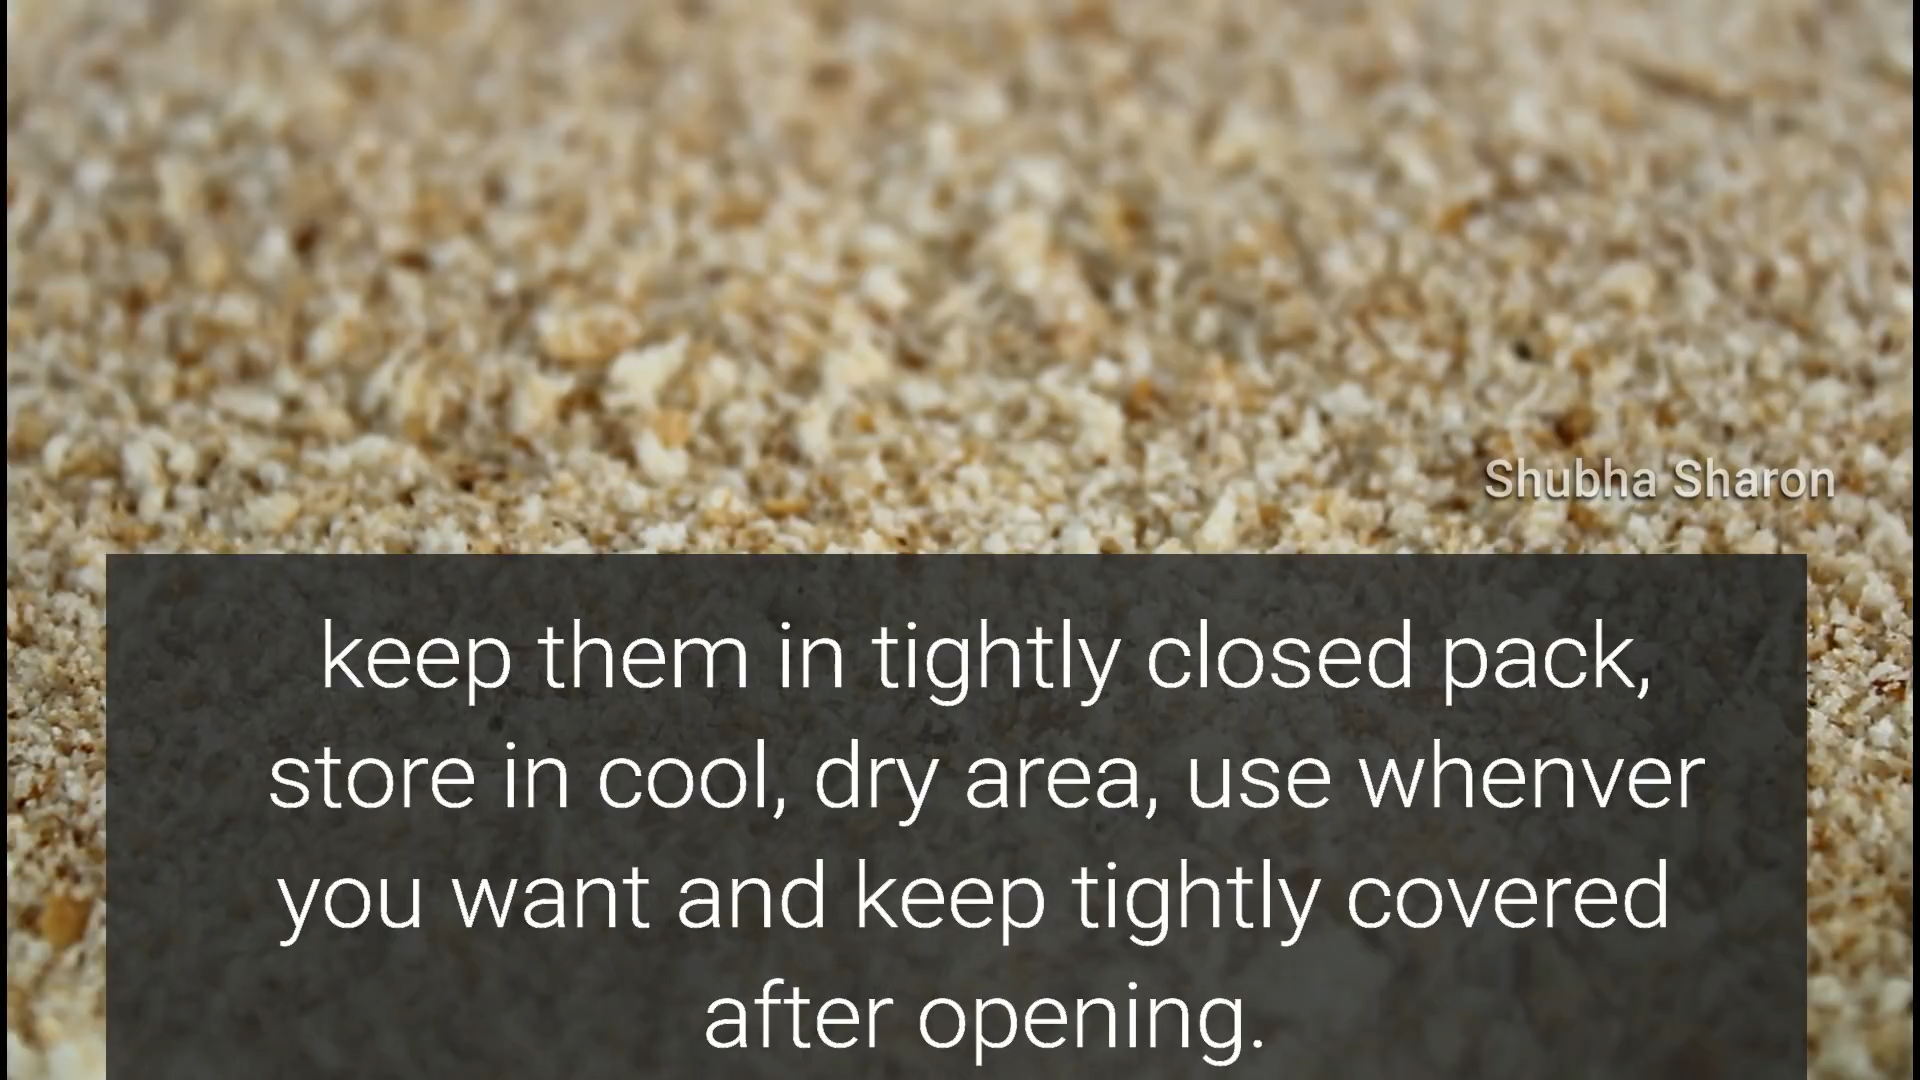 Shubha Sharon
keep them in tightly closed pack,
store in cool, dry area, use whenver
you want and keep tightly covered
after opening.